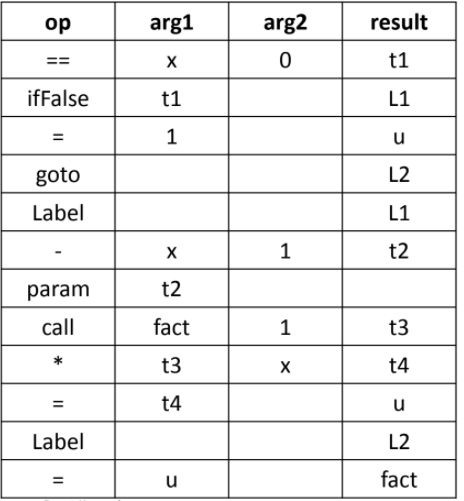 op arg1 arg2 result
== x 0 t1
ifFalse t1 L1
= 1 u
goto L2
Label L1
- x 1 t2
param t2
call fact 1 t3
* t3 x t4
= t4 u
Label L2
= u fact